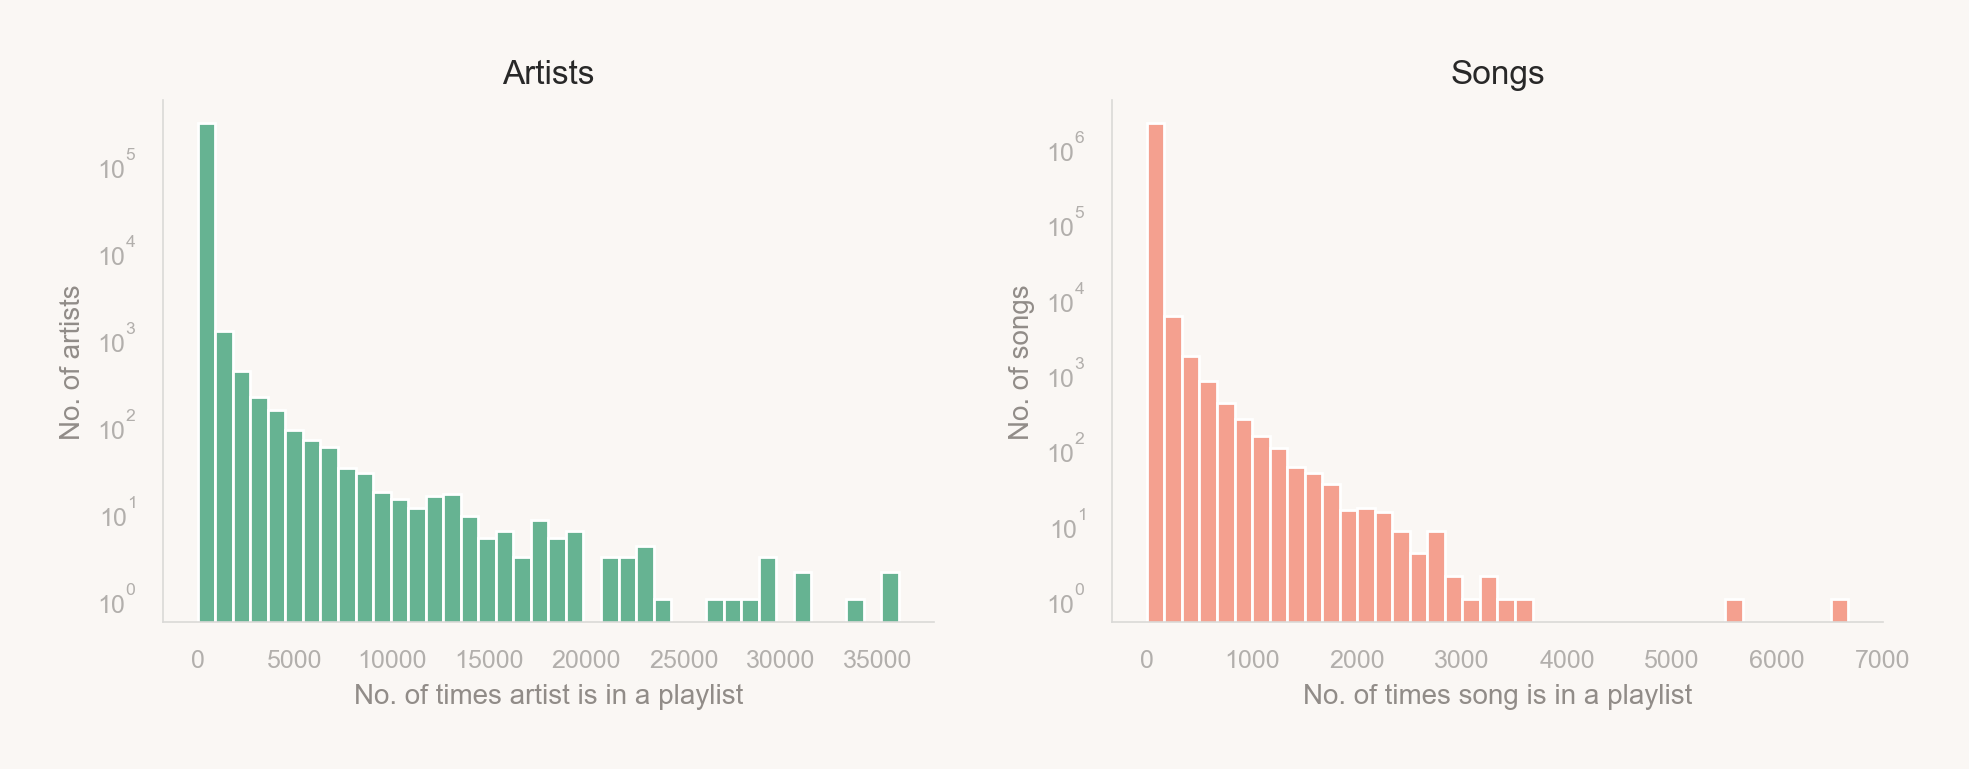 Artists
No. of artists
10^5
10^4
10^3
10^2
10^1
10^0
0 5000 10000 15000 20000 25000 30000 35000
No. of times artist is in a playlist
Songs
No. of songs
10^6
10^5
10^4
10^3
10^2
10^1
10^0
0 1000 2000 3000 4000 5000 6000 7000
No. of times song is in a playlist